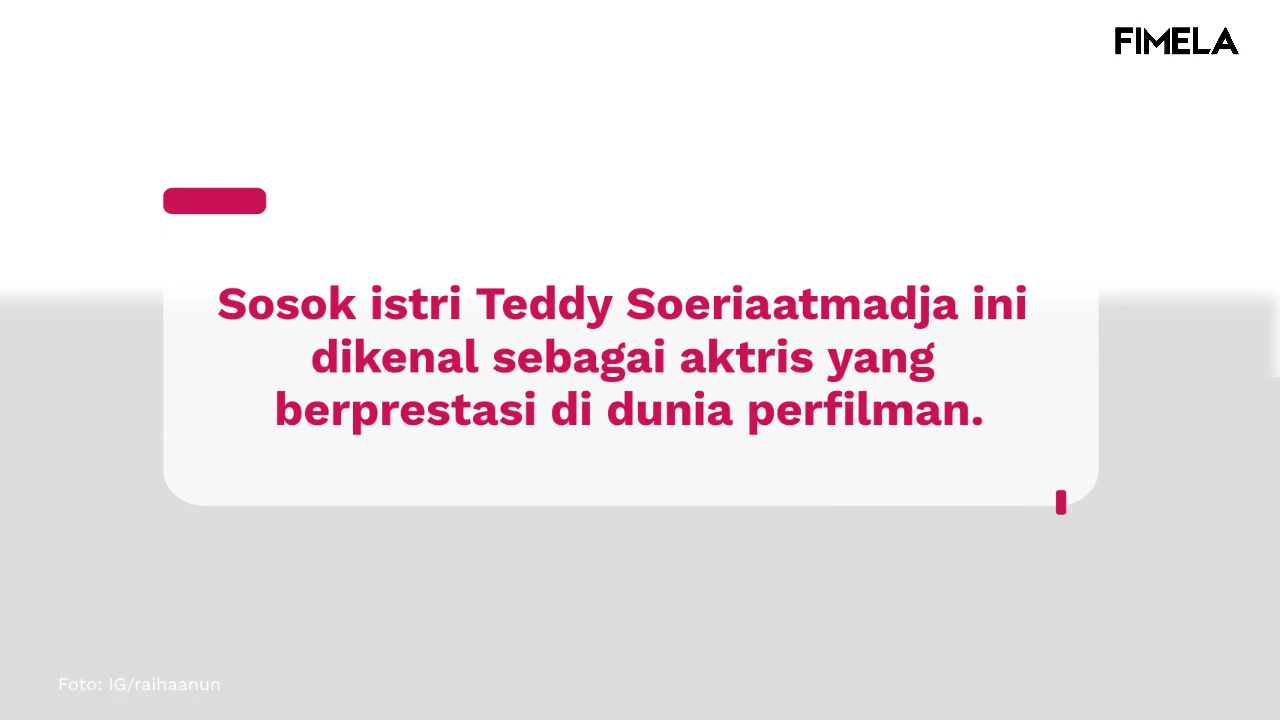 FIMELA
Sosok istri Teddy Soeriaatmadja ini
dikenal sebagai aktris yang
berprestasi di dunia perfilman.
Foto: IG/raihaanun